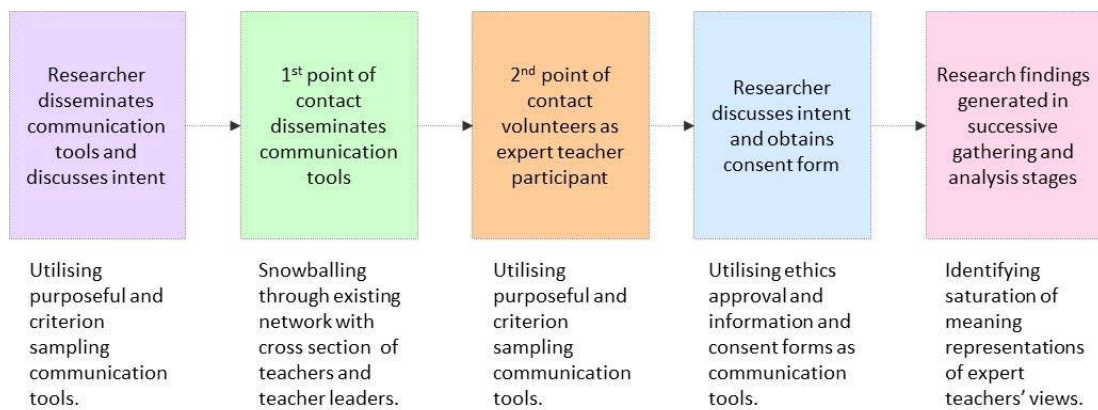 Researcher
disseminates
communication
tools and
discusses intent
1st point of
contact
disseminates
communication
tools
2nd point of
contact
volunteers as
expert teacher
participant
Researcher
discusses intent
and obtains
consent form
Research findings
generated in
successive
gathering and
analysis stages
Utilising
purposeful and
criterion
sampling
communication
tools.
Snowballing
through existing
network with
cross section of
teachers and
teacher leaders.
Utilising
purposeful and
criterion
sampling
communication
tools.
Utilising ethics
approval and
information and
consent forms as
communication
tools.
Identifying
saturation of
meaning
representations
of expert
teachers’ views.